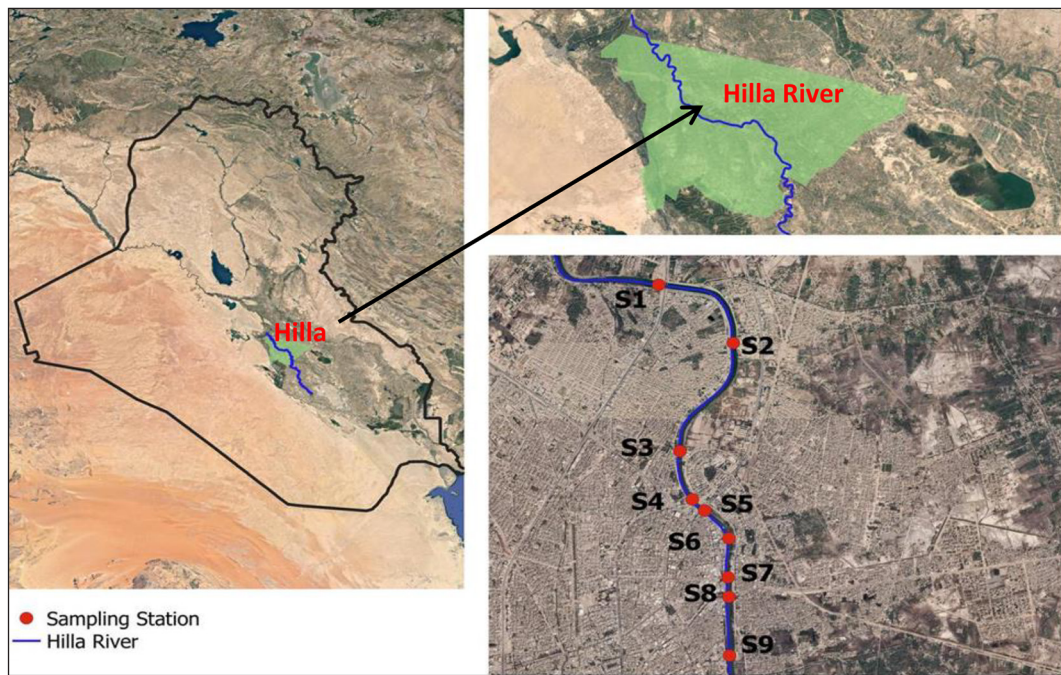 Hilla
Sampling Station
Hilla River
Hilla River
S1
S2
S3
S4
S5
S6
S7
S8
S9